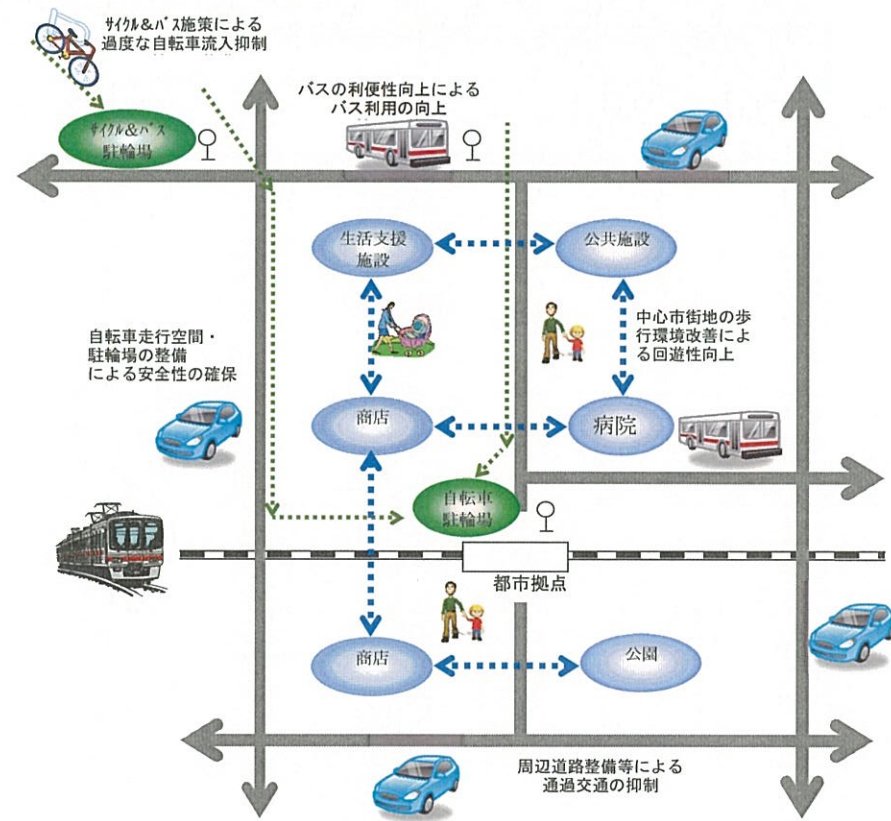 サイクル&バス施策による
過度な自転車流入抑制
バスの利便性向上による
バス利用の向上
サイクル&バス
駐輪場
生活支援
施設
公共施設
自転車走行空間・
駐輪場の整備
による安全性の確保
中心市街地の歩
行環境改善によ
る回遊性向上
商店
病院
自転車
駐輪場
都市拠点
商店
公園
周辺道路整備等による
通過交通の抑制